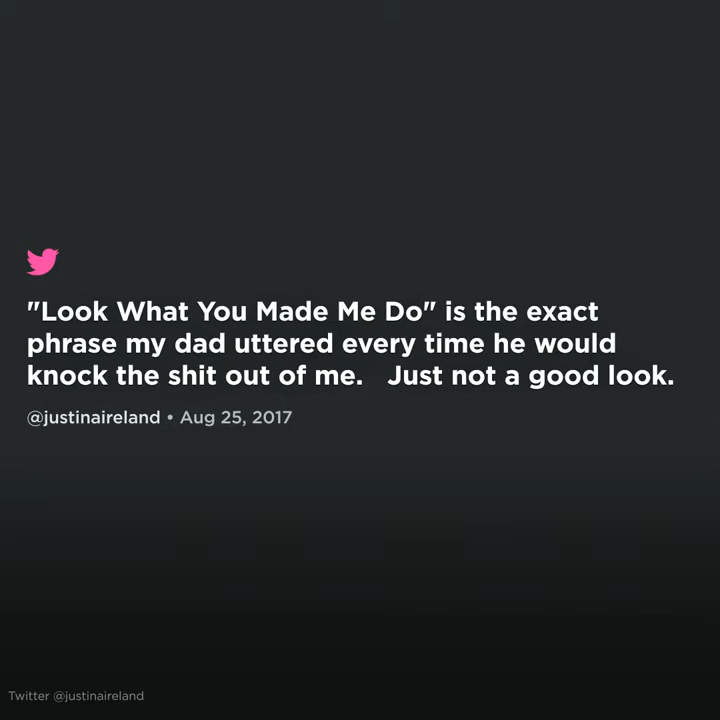 "Look What You Made Me Do" is the exact
phrase my dad uttered every time he would
knock the shit out of me.   Just not a good look.
@justinaireland • Aug 25, 2017
Twitter @justinaireland